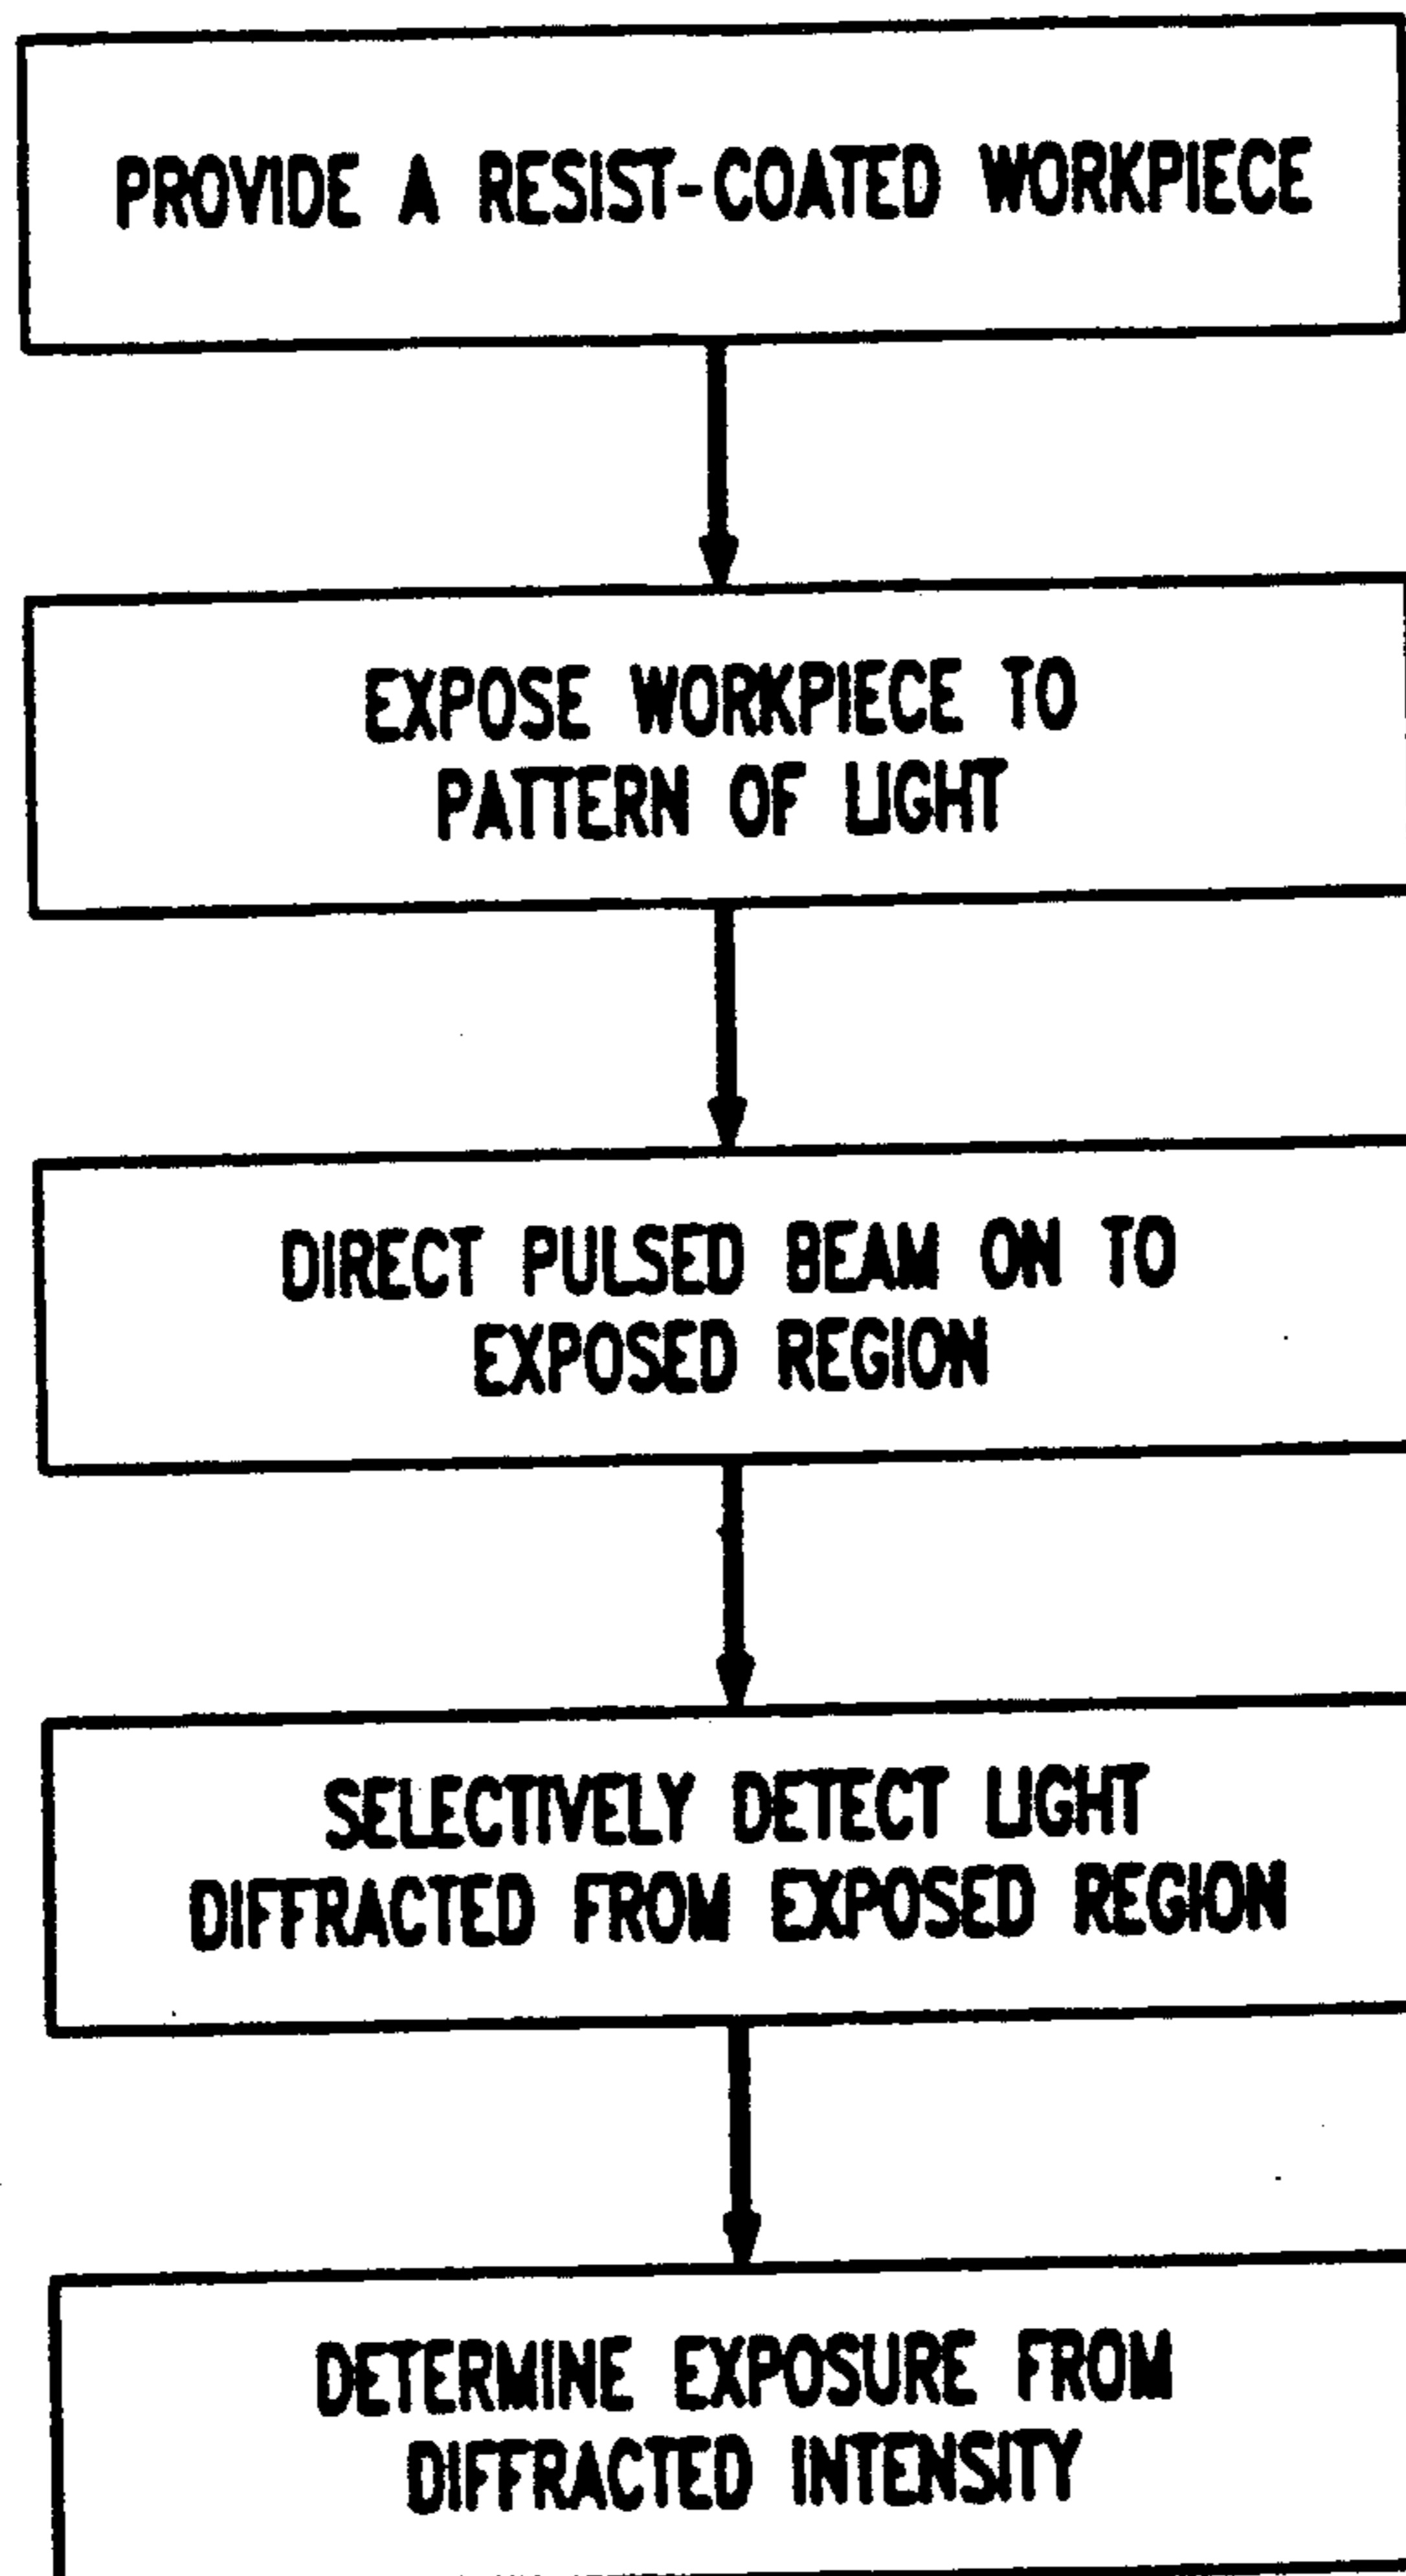 PROVIDE A RESIST-COATED WORKPIECE
EXPOSE WORKPIECE TO
PATTERN OF LIGHT
DIRECT PULSED BEAM ON TO
EXPOSED REGION
SELECTIVELY DETECT LIGHT
DIFFRACTED FROM EXPOSED REGION
DETERMINE EXPOSURE FROM
DIFFRACTED INTENSITY